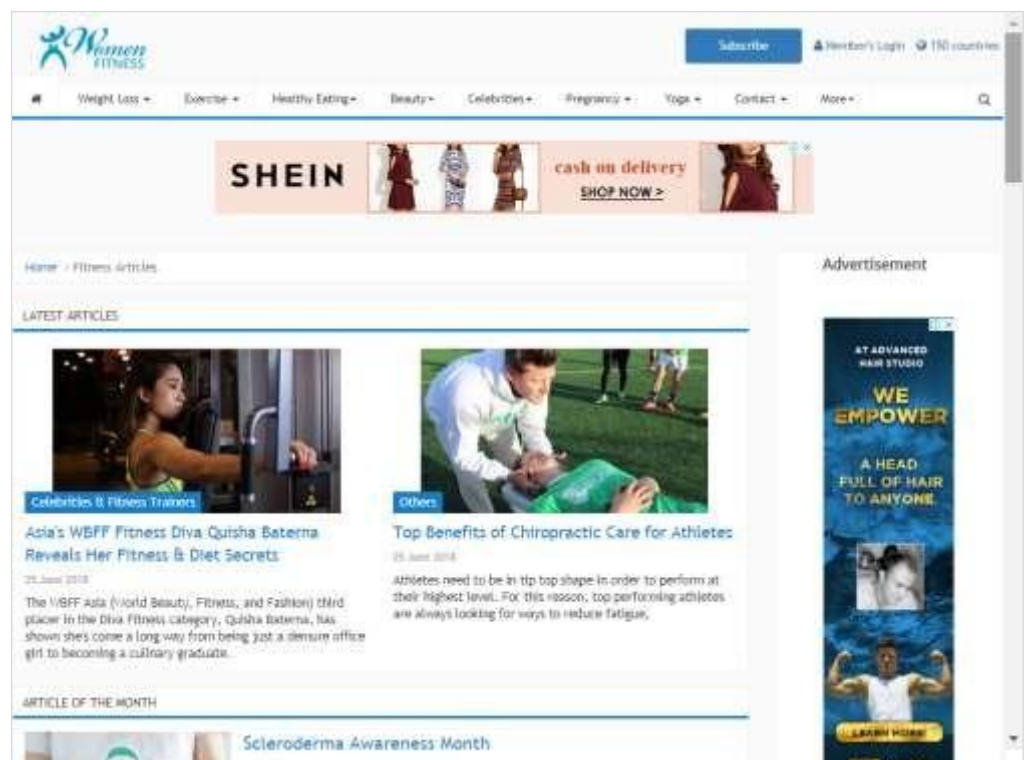 Women
FITNESS
Subscribe
Member's Login
150 countries
Weight Loss
Exercise
Healthy Eating
Beauty
Celebrities
Pregnancy
Yoga
Contact
More
SHEIN
cash on delivery
SHOP NOW >
Home / Fitness Articles
Advertisement
LATEST ARTICLES
Celebrities & Fitness Trainers
Asia's WBFF Fitness Diva Quisha Baterna
Reveals Her Fitness & Diet Secrets
25 June 2018
The WBFF Asia (World Beauty, Fitness, and Fashion) third
placer in the Diva Fitness category, Quisha Baterna, has
shown she's come a long way from being just a demure office
girl to becoming a culinary graduate.
Others
Top Benefits of Chiropractic Care for Athletes
25 June 2018
Athletes need to be in tip top shape in order to perform at
their highest level. For this reason, top performing athletes
are always looking for ways to reduce fatigue,
AT ADVANCED
HAIR STUDIO
WE
EMPOWER
A HEAD
FULL OF HAIR
TO ANYONE
LEARN MORE
ARTICLE OF THE MONTH
Scleroderma Awareness Month